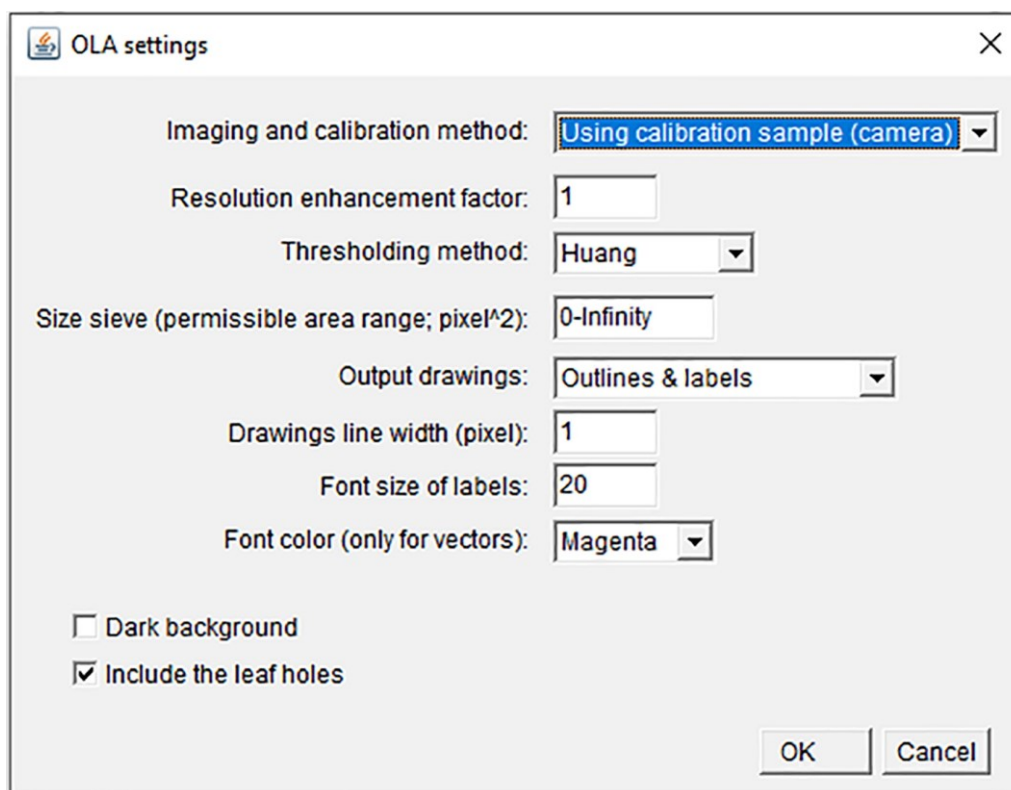 OLA settings
Imaging and calibration method: Using calibration sample (camera)
Resolution enhancement factor: 1
Thresholding method: Huang
Size sieve (permissible area range; pixel^2): 0-Infinity
Output drawings: Outlines & labels
Drawings line width (pixel): 1
Font size of labels: 20
Font color (only for vectors): Magenta
Dark background
Include the leaf holes
OK Cancel